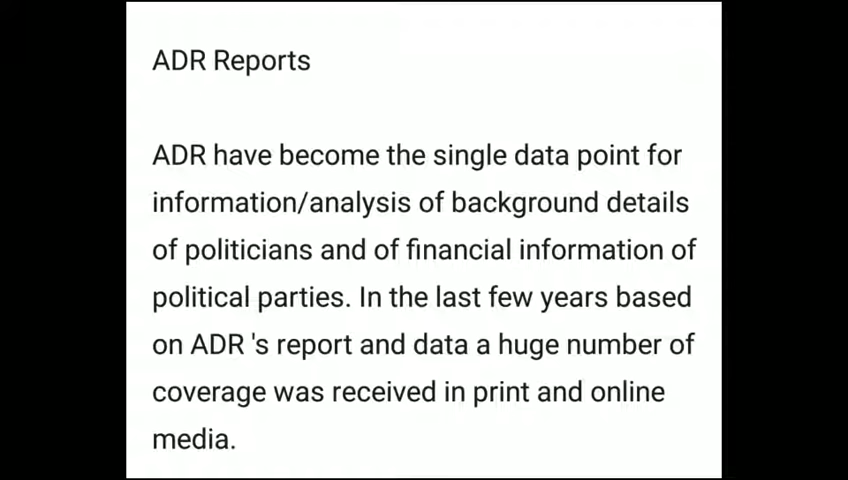 ADR Reports
ADR have become the single data point for
information/analysis of background details
of politicians and of financial information of
political parties. In the last few years based
on ADR 's report and data a huge number of
coverage was received in print and online
media.